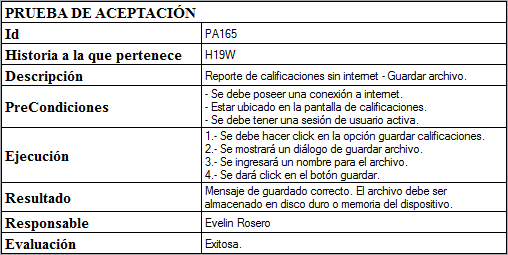 PRUEBA DE ACEPTACIÓN
Id PA165
Historia a la que pertenece H19W
Descripción Reporte de calificaciones sin internet - Guardar archivo.
PreCondiciones - Se debe poseer una conexión a internet.
- Estar ubicado en la pantalla de calificaciones.
- Se debe tener una sesión de usuario activa.
Ejecución 1.- Se debe hacer click en la opción guardar calificaciones.
2.- Se mostrará un diálogo de guardar archivo.
3.- Se ingresará un nombre para el archivo.
4.- Se dará click en el botón guardar.
Resultado Mensaje de guardado correcto. El archivo debe ser
almacenado en disco duro o memoria del dispositivo.
Responsable Evelin Rosero
Evaluación Exitosa.